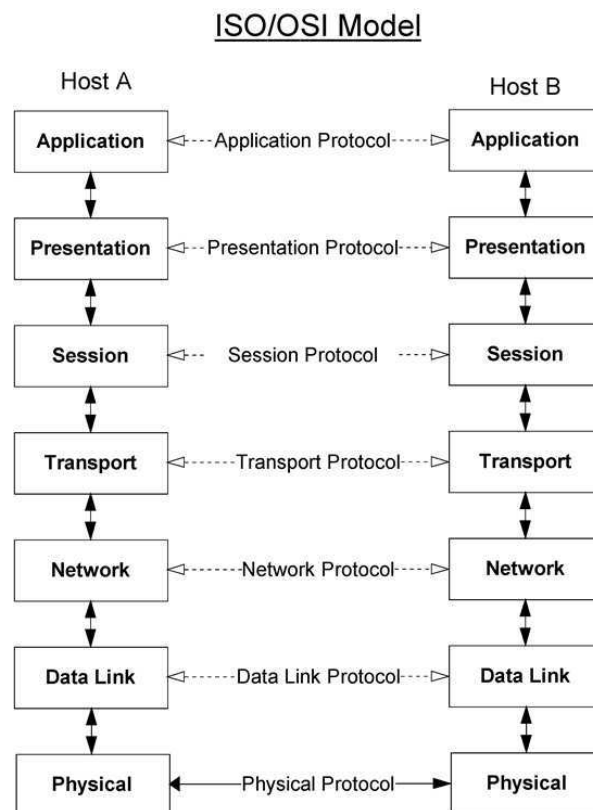 ISO/OSI Model
Host A
Host B
Application
Application Protocol
Application
Presentation
Presentation Protocol
Presentation
Session
Session Protocol
Session
Transport
Transport Protocol
Transport
Network
Network Protocol
Network
Data Link
Data Link Protocol
Data Link
Physical
Physical Protocol
Physical